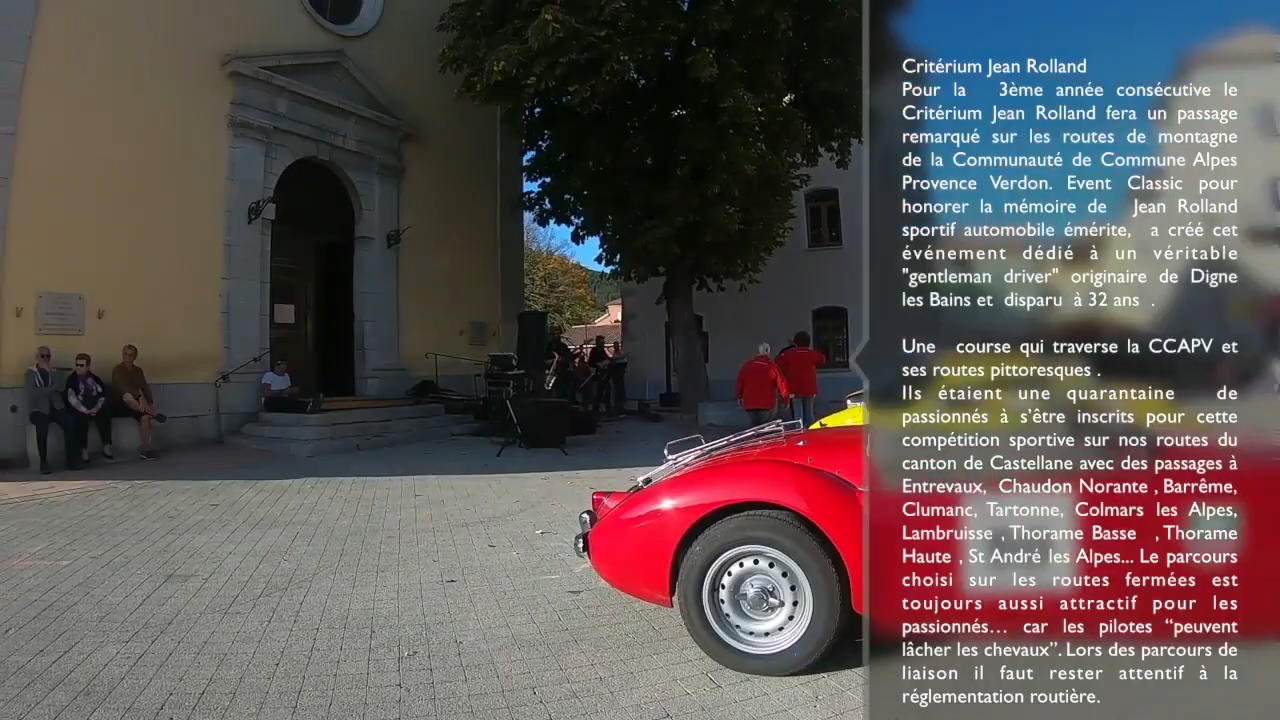 Critérium Jean Rolland
Pour la 3ème année consécutive le
Critérium Jean Rolland fera un passage
remarqué sur les routes de montagne
de la Communauté de Commune Alpes
Provence Verdon. Event Classic pour
honorer la mémoire de Jean Rolland
sportif automobile émérite, a créé cet
événement dédié à un véritable
"gentleman driver" originaire de Digne
les Bains et disparu à 32 ans .
Une course qui traverse la CCAPV et
ses routes pittoresques .
Ils étaient une quarantaine de
passionnés à s’être inscrits pour cette
compétition sportive sur nos routes du
canton de Castellane avec des passages à
Entrevaux, Chaudon Norante , Barrême,
Clumanc, Tartonne, Colmars les Alpes,
Lambruisse , Thorame Basse , Thorame
Haute , St André les Alpes... Le parcours
choisi sur les routes fermées est
toujours aussi attractif pour les
passionnés… car les pilotes “peuvent
lâcher les chevaux”. Lors des parcours de
liaison il faut rester attentif à la
réglementation routière.